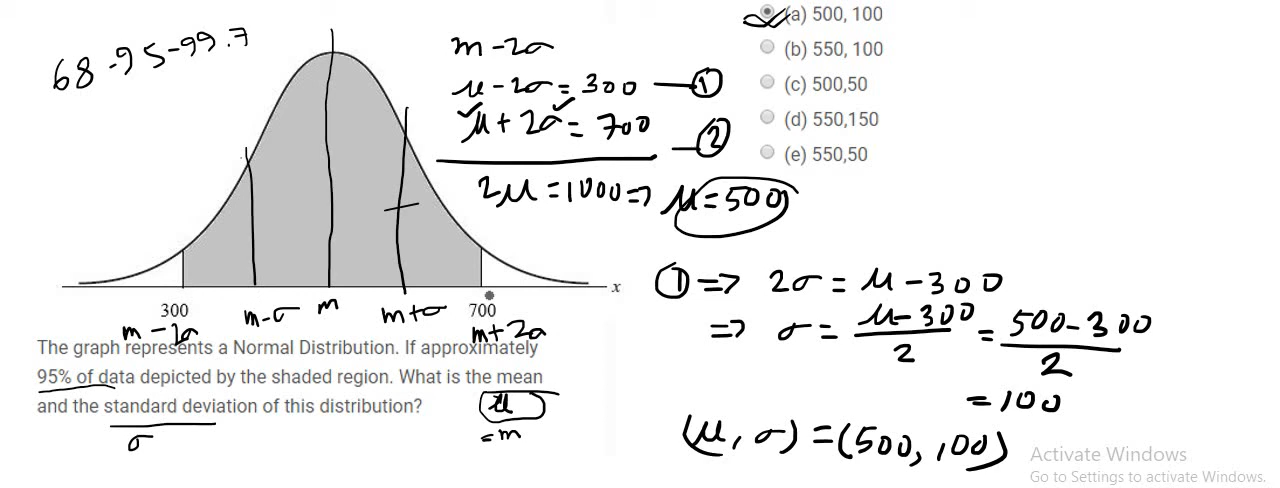 68-95-99.7
m-2σ
μ-2σ=300 —①
μ+2σ=700 —②
2μ=1000⇒ μ=500
(a) 500, 100
(b) 550, 100
(c) 500,50
(d) 550,150
(e) 550,50
x
300
700
m-2σ
m-σ
m
m+σ
m+2σ
The graph represents a Normal Distribution. If approximately
95% of data depicted by the shaded region. What is the mean
and the standard deviation of this distribution?
μ
=m
σ
①⇒ 2σ=μ-300
⇒ σ=μ-300/2=500-300/2
=100
(μ,σ)=(500,100)
Activate Windows
Go to Settings to activate Windows.